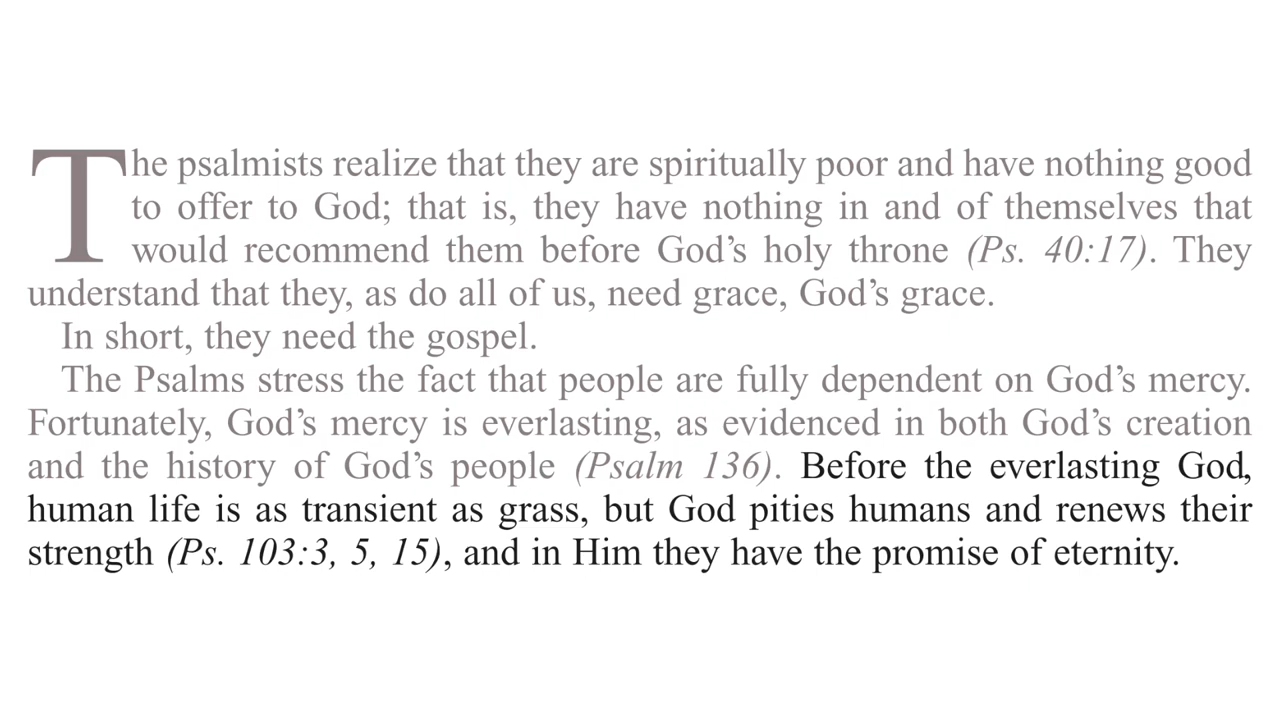 The psalmists realize that they are spiritually poor and have nothing good
to offer to God; that is, they have nothing in and of themselves that
would recommend them before God’s holy throne (Ps. 40:17). They
understand that they, as do all of us, need grace, God’s grace.
In short, they need the gospel.
The Psalms stress the fact that people are fully dependent on God’s mercy.
Fortunately, God’s mercy is everlasting, as evidenced in both God’s creation
and the history of God’s people (Psalm 136). Before the everlasting God,
human life is as transient as grass, but God pities humans and renews their
strength (Ps. 103:3, 5, 15), and in Him they have the promise of eternity.